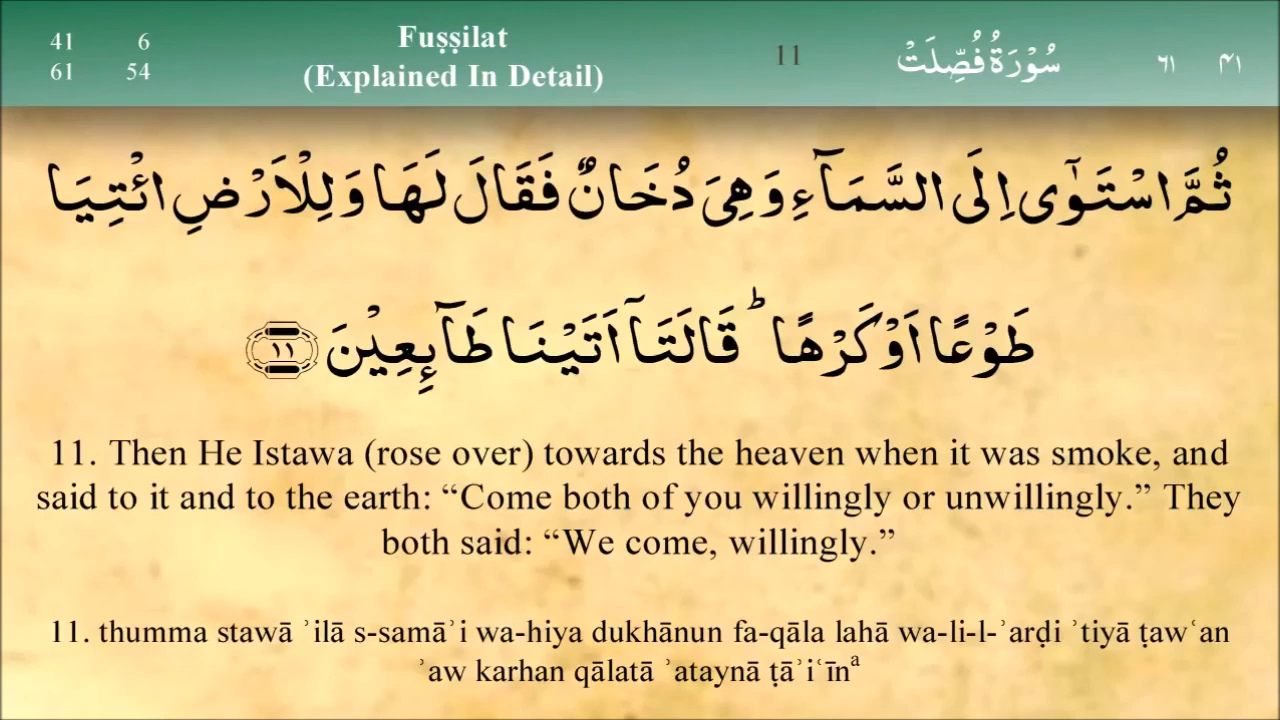 41 6 Fuṣṣilat
61 54 (Explained In Detail) 11 سُوْرَةُ فُصِّلَتْ ٦١ ٤١
ثُمَّ اسْتَوٰٓى اِلَى السَّمَآءِ وَهِىَ دُخَانٌ فَقَالَ لَهَا وَلِلْاَرْضِ ائْتِيَا
طَوْعًا اَوْ كَرْهًا ؕ قَالَتَاۤ اَتَيْنَا طَآٮِٕعِيْنَ ١١
11. Then He Istawa (rose over) towards the heaven when it was smoke, and
said to it and to the earth: “Come both of you willingly or unwillingly.” They
both said: “We come, willingly.”
11. thumma stawā ʾilā s-samāʾi wa-hiya dukhānun fa-qāla lahā wa-li-l-ʾarḍi ʾtiyā ṭawʿan
ʾaw karhan qālatā ʾataynā ṭāʾiʿīnᵃ